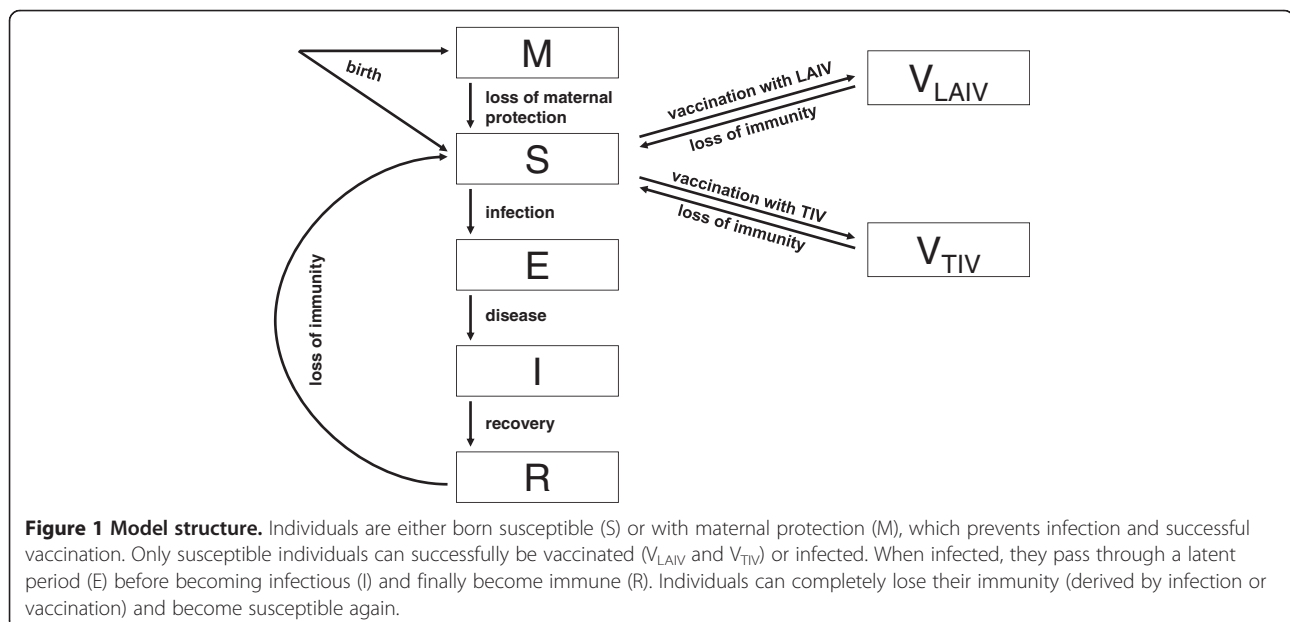 M
birth
loss of maternal
protection
vaccination with LAIV
loss of immunity
V_LAIV
S
vaccination with TIV
loss of immunity
V_TIV
infection
E
loss of immunity
disease
I
recovery
R
Figure 1 Model structure. Individuals are either born susceptible (S) or with maternal protection (M), which prevents infection and successful
vaccination. Only susceptible individuals can successfully be vaccinated (V_LAIV and V_TIV) or infected. When infected, they pass through a latent
period (E) before becoming infectious (I) and finally become immune (R). Individuals can completely lose their immunity (derived by infection or
vaccination) and become susceptible again.